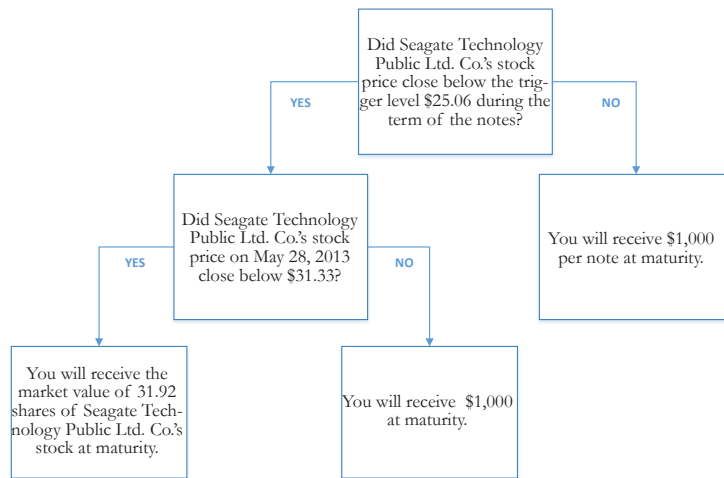 Did Seagate Technology
Public Ltd. Co.'s stock
price close below the trig-
ger level $25.06 during the
term of the notes?
YES
NO
Did Seagate Technology
Public Ltd. Co.'s stock
price on May 28, 2013
close below $31.33?
You will receive $1,000
per note at maturity.
YES
NO
You will receive the
market value of 31.92
shares of Seagate Tech-
nology Public Ltd. Co.'s
stock at maturity.
You will receive $1,000
at maturity.